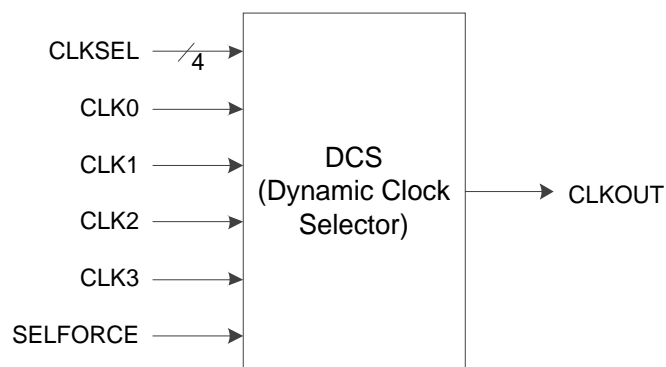 CLKSEL
4
CLK0
CLK1
CLK2
CLK3
SELFORCE
DCS
(Dynamic Clock
Selector)
CLKOUT